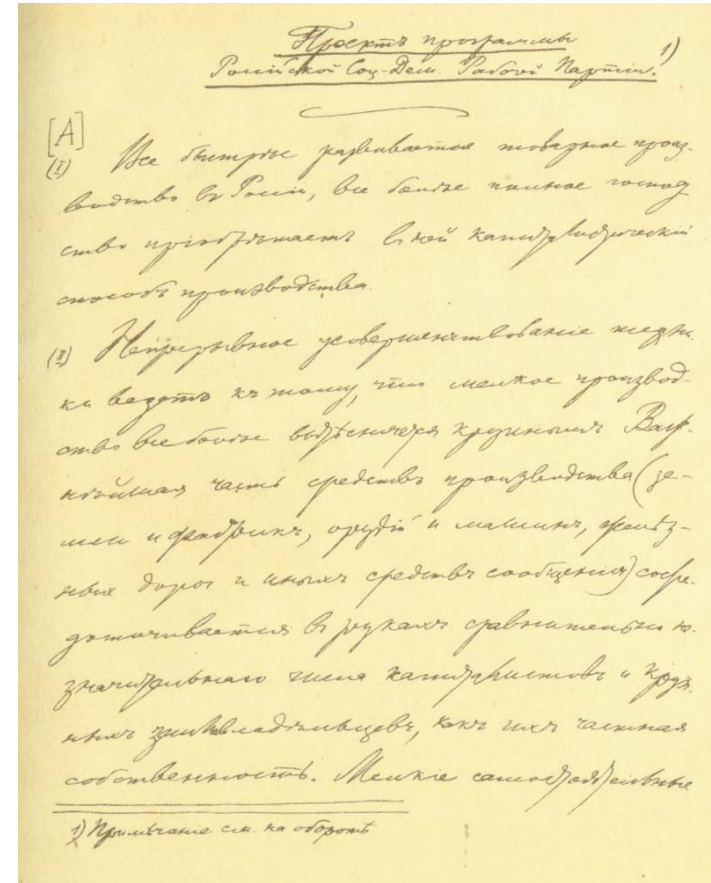 Проектъ программы
Россійской Соц-Дем. Рабочей Партіи. 1)
[А]
(I) Все быстрѣе развивается товарное произ-
водство въ Россіи, все болѣе полное господ
ство пріобрѣтаетъ въ ней капиталистическій
способъ производства.
(II) Непрерывное усовершенствованіе техни-
ки ведетъ къ тому, что мелкое производ-
ство все болѣе вытѣсняется крупнымъ. Важ-
нѣйшая часть средствъ производства (зе-
мли и фабрикъ, орудій и машинъ, желѣз-
ныхъ дорогъ и иныхъ средствъ сообщенія) сосре-
доточивается въ рукахъ сравнительно не-
значительнаго числа капиталистовъ и круп-
ныхъ землевладѣльцевъ, какъ ихъ частная
собственность. Мелкіе самостоятельные
1) Примѣчаніе см. на оборотѣ